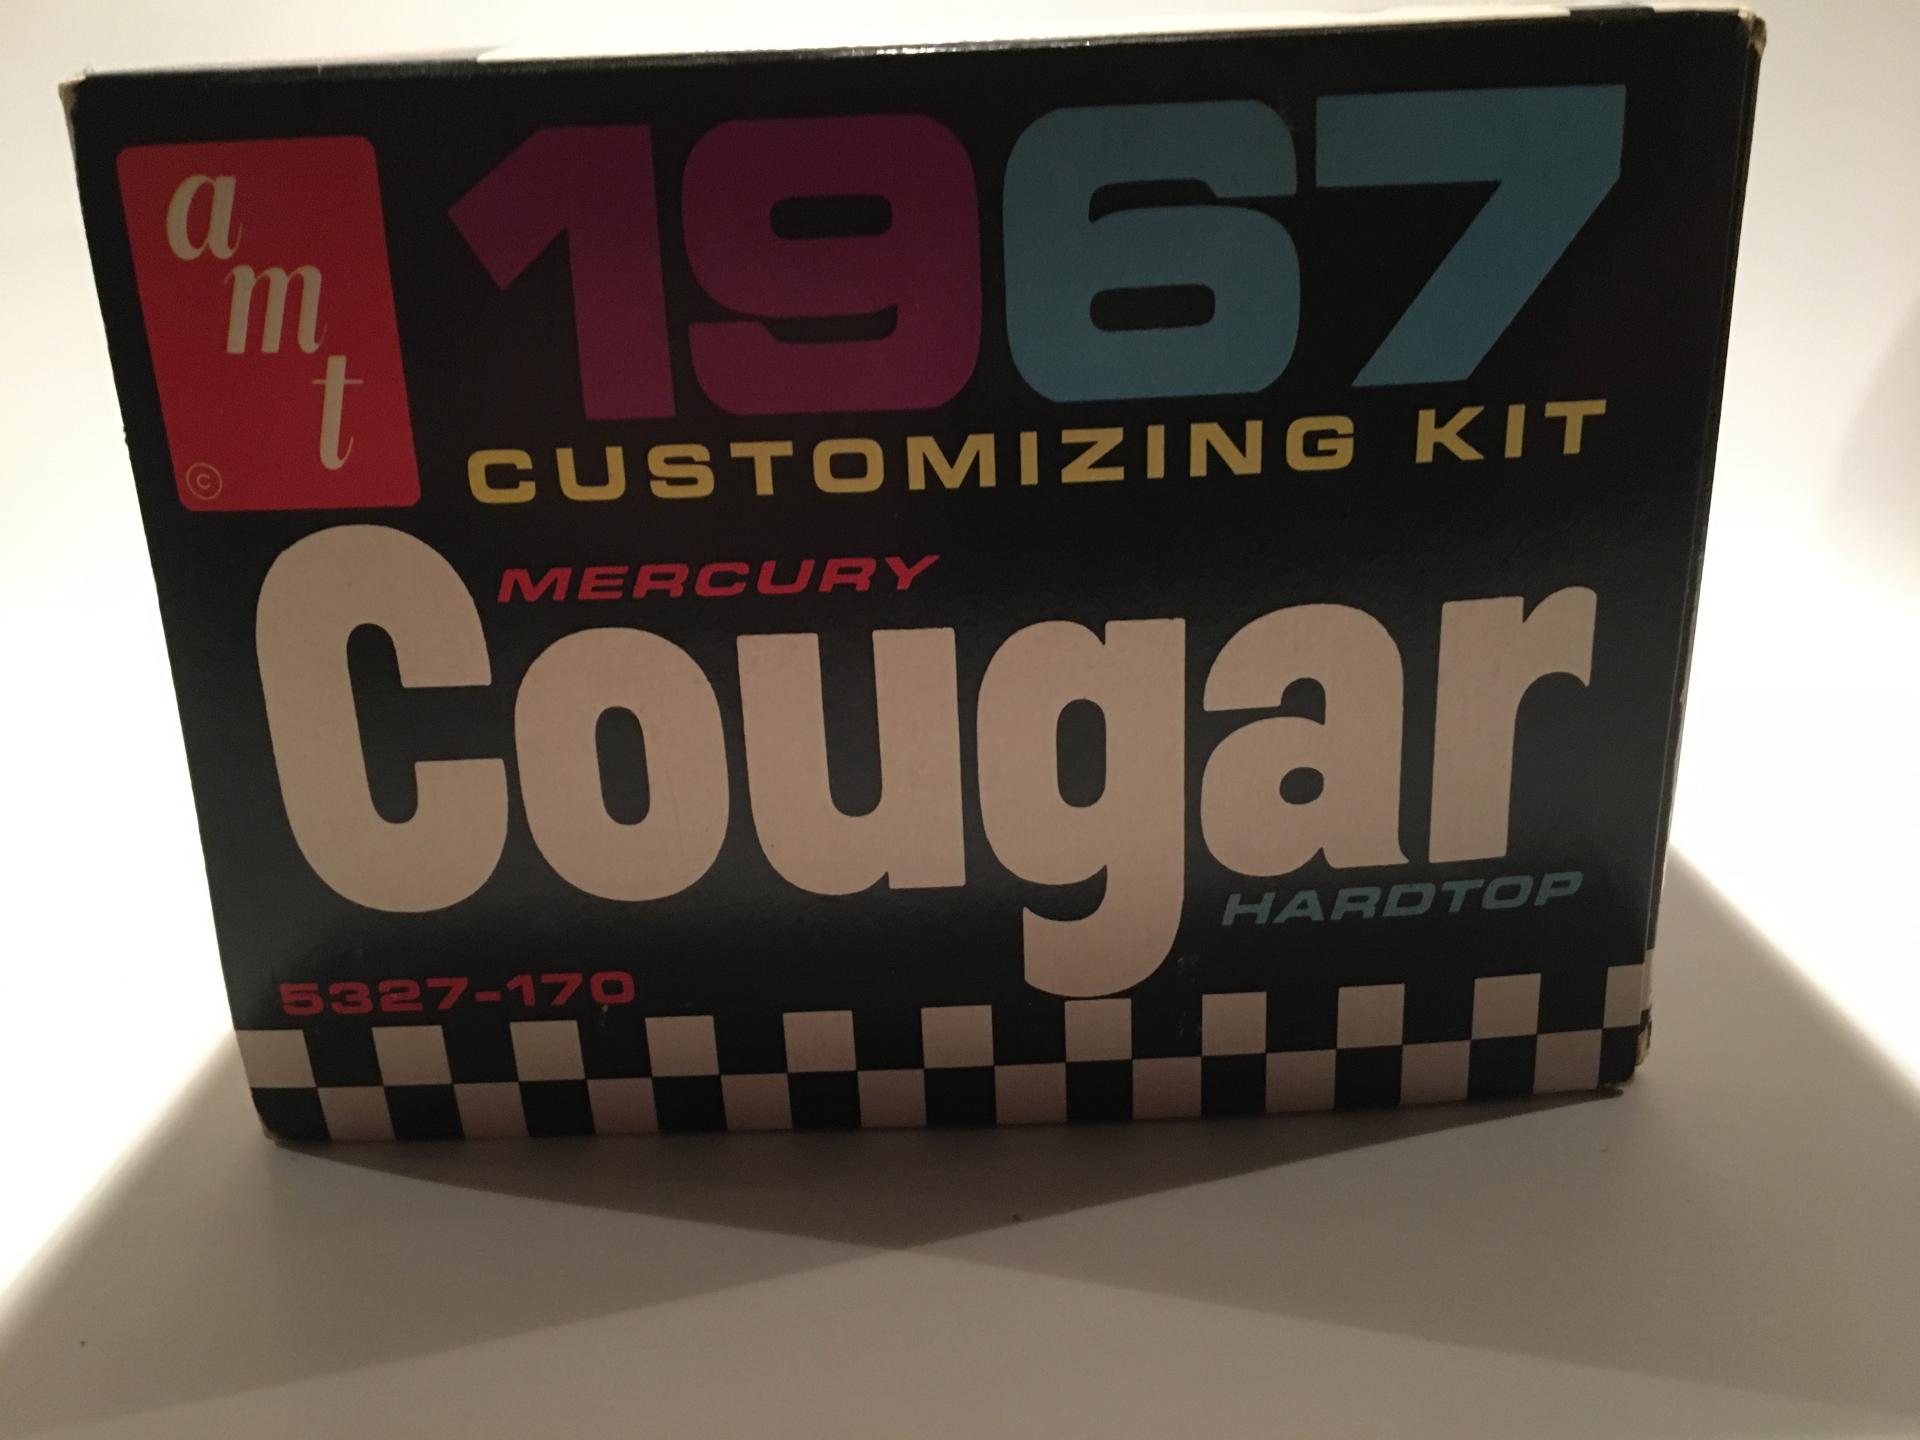 amt
©
1967
CUSTOMIZING KIT
MERCURY
Cougar
HARDTOP
5327-170